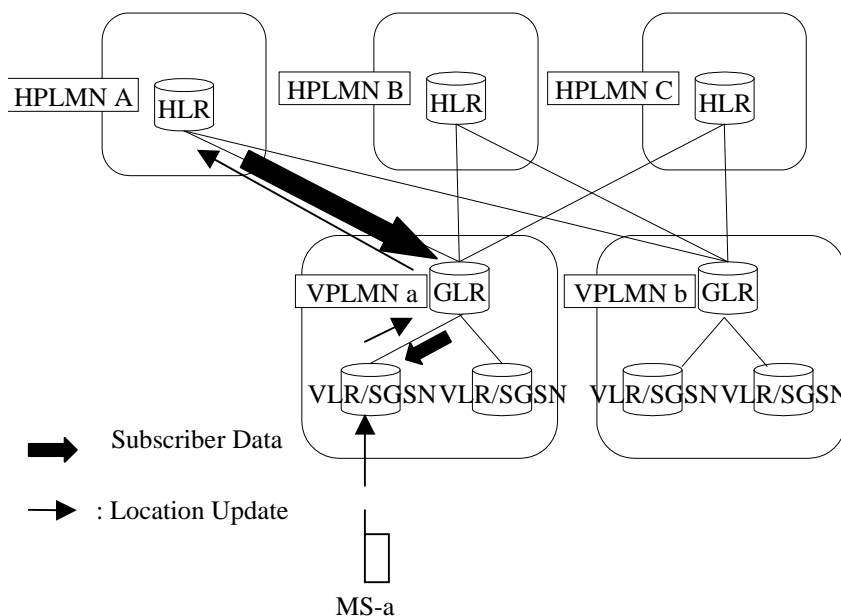 HPLMN A
HLR
HPLMN B
HLR
HPLMN C
HLR
VPLMN a
GLR
VPLMN b
GLR
VLR/SGSN
VLR/SGSN
VLR/SGSN
VLR/SGSN
Subscriber Data
: Location Update
MS-a